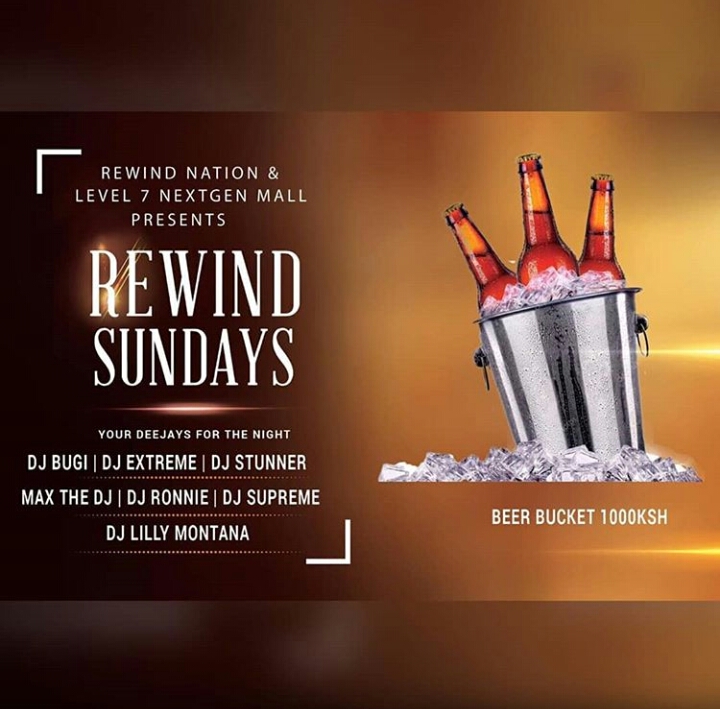 REWIND NATION &
LEVEL 7 NEXTGEN MALL
PRESENTS
REWIND
SUNDAYS
YOUR DEEJAYS FOR THE NIGHT
DJ BUGI | DJ EXTREME | DJ STUNNER
MAX THE DJ | DJ RONNIE | DJ SUPREME
DJ LILLY MONTANA
BEER BUCKET 1000KSH